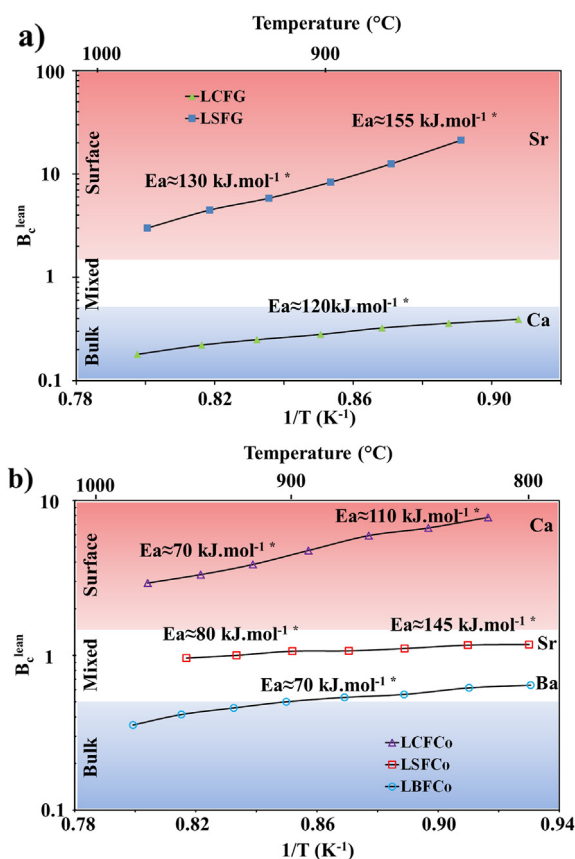 a)
Temperature (°C)
1000
900
100
10
1
0.1
B_c^lean
Surface
Mixed
Bulk
LCFG
LSFG
Ea≈155 kJ.mol⁻¹ *
Sr
Ea≈130 kJ.mol⁻¹ *
Ea≈120kJ.mol⁻¹ *
Ca
0.78
0.82
0.86
0.90
1/T (K⁻¹)
b)
Temperature (°C)
1000
900
800
10
1
0.1
B_c^lean
Surface
Mixed
Bulk
Ea≈110 kJ.mol⁻¹ *
Ca
Ea≈70 kJ.mol⁻¹ *
Ea≈80 kJ.mol⁻¹ *
Ea≈145 kJ.mol⁻¹ *
Sr
Ea≈70 kJ.mol⁻¹ *
Ba
LCFCo
LSFCo
LBFCo
0.78
0.82
0.86
0.90
0.94
1/T (K⁻¹)